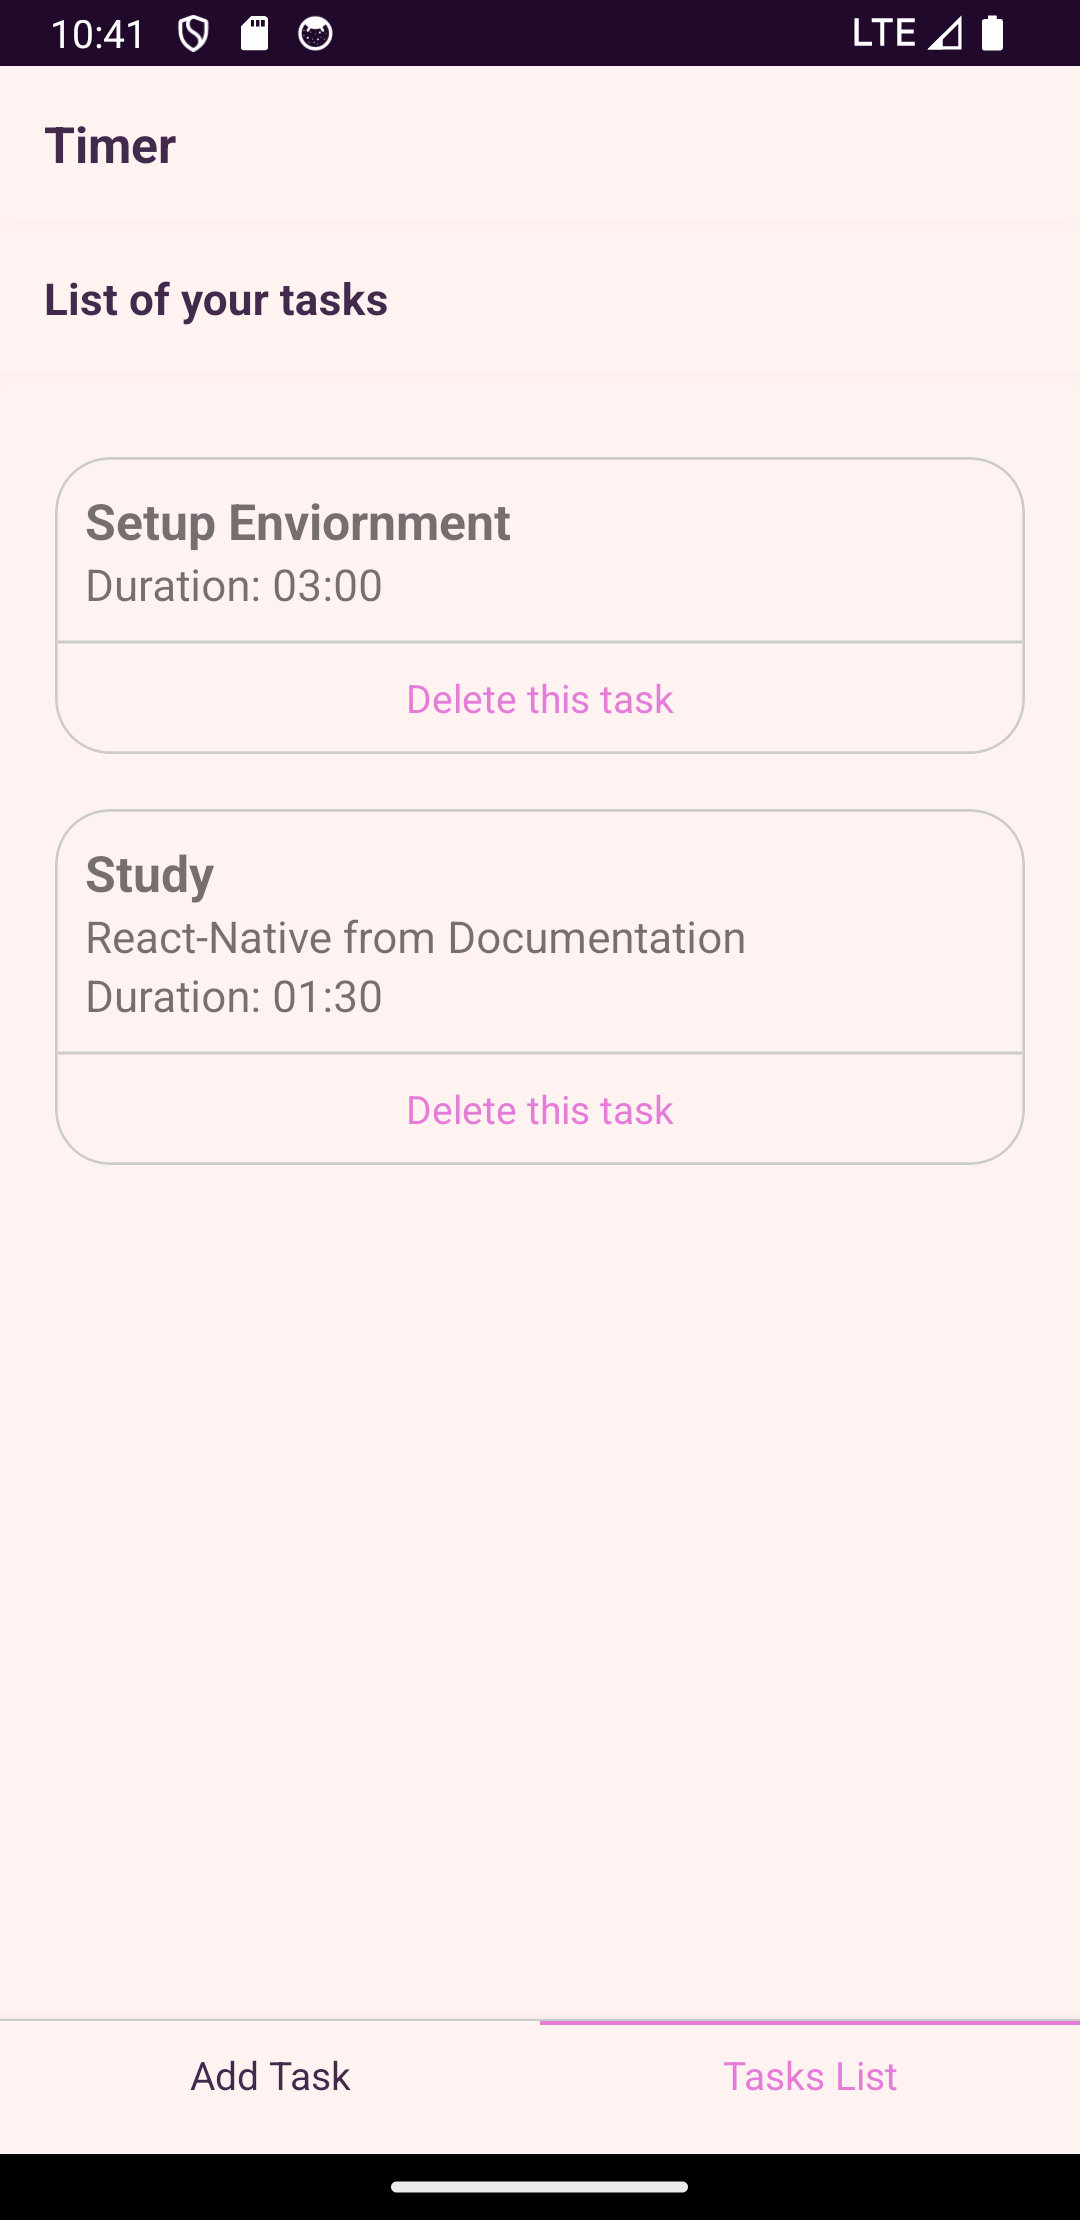 10:41 LTE
Timer
List of your tasks
Setup Enviornment
Duration: 03:00
Delete this task
Study
React-Native from Documentation
Duration: 01:30
Delete this task
Add Task Tasks List